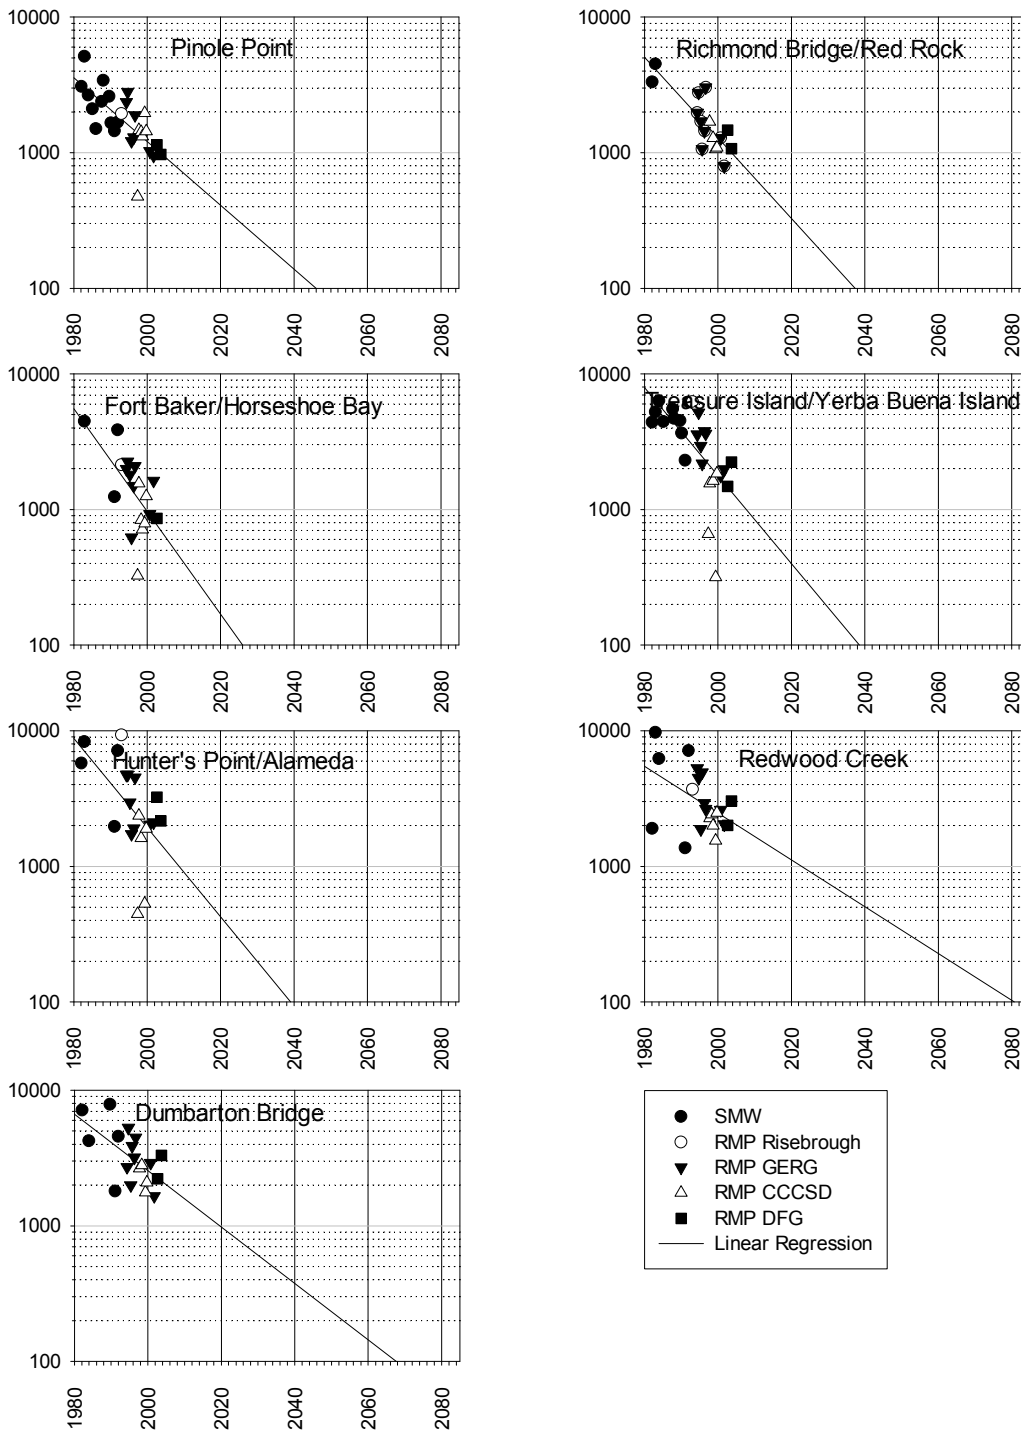 10000
Pinole Point
1000
100
1980 2000 2020 2040 2060 2080
10000
Richmond Bridge/Red Rock
1000
100
1980 2000 2020 2040 2060 2080
10000
Fort Baker/Horseshoe Bay
1000
100
1980 2000 2020 2040 2060 2080
10000
Treasure Island/Yerba Buena Island
1000
100
1980 2000 2020 2040 2060 2080
10000
Hunter's Point/Alameda
1000
100
1980 2000 2020 2040 2060 2080
10000
Redwood Creek
1000
100
1980 2000 2020 2040 2060 2080
10000
Dumbarton Bridge
1000
100
1980 2000 2020 2040 2060 2080
SMW
RMP Risebrough
RMP GERG
RMP CCCSD
RMP DFG
Linear Regression